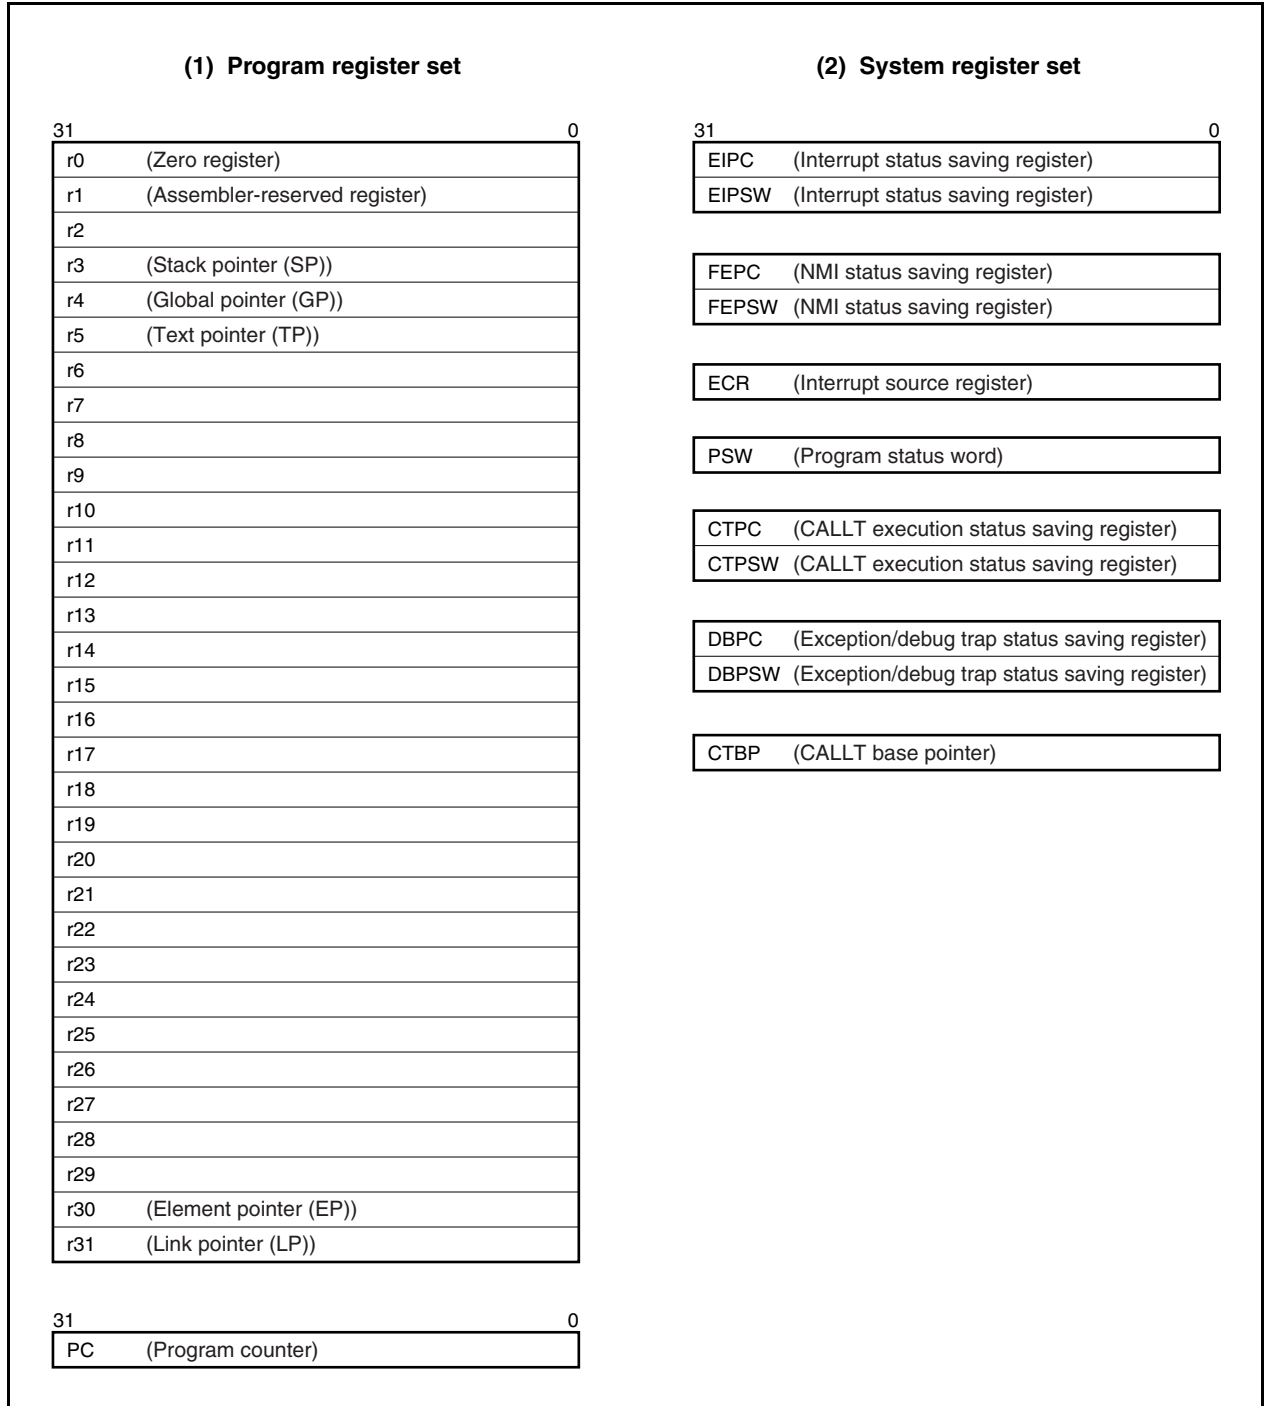 (1) Program register set
31 0
r0 (Zero register)
r1 (Assembler-reserved register)
r2
r3 (Stack pointer (SP))
r4 (Global pointer (GP))
r5 (Text pointer (TP))
r6
r7
r8
r9
r10
r11
r12
r13
r14
r15
r16
r17
r18
r19
r20
r21
r22
r23
r24
r25
r26
r27
r28
r29
r30 (Element pointer (EP))
r31 (Link pointer (LP))
31 0
PC (Program counter)
(2) System register set
31 0
EIPC (Interrupt status saving register)
EIPSW (Interrupt status saving register)
FEPC (NMI status saving register)
FEPSW (NMI status saving register)
ECR (Interrupt source register)
PSW (Program status word)
CTPC (CALLT execution status saving register)
CTPSW (CALLT execution status saving register)
DBPC (Exception/debug trap status saving register)
DBPSW (Exception/debug trap status saving register)
CTBP (CALLT base pointer)